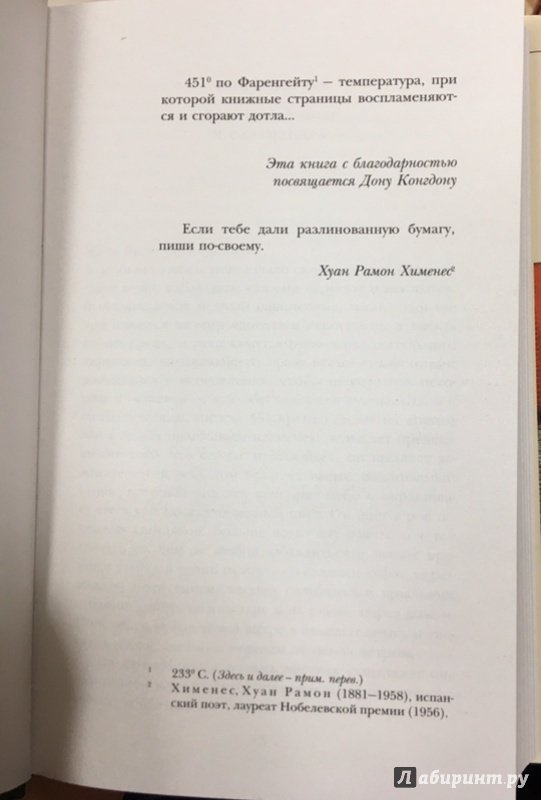 451⁰ по Фаренгейту¹ — температура, при
которой книжные страницы воспламеняют-
ся и сгорают дотла...
Эта книга с благодарностью
посвящается Дону Конгдону
Если тебе дали разлинованную бумагу,
пиши по-своему.
Хуан Рамон Хименес²
¹ 233⁰ С. (Здесь и далее – прим. перев.)
² Хименес, Хуан Рамон (1881–1958), испан-
ский поэт, лауреат Нобелевской премии (1956).
Лабиринт.ру